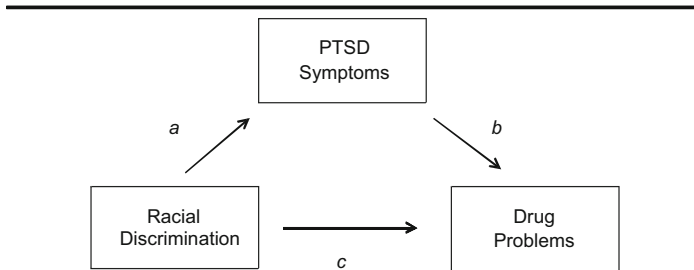 PTSD
Symptoms
a
b
Racial
Discrimination
Drug
Problems
c